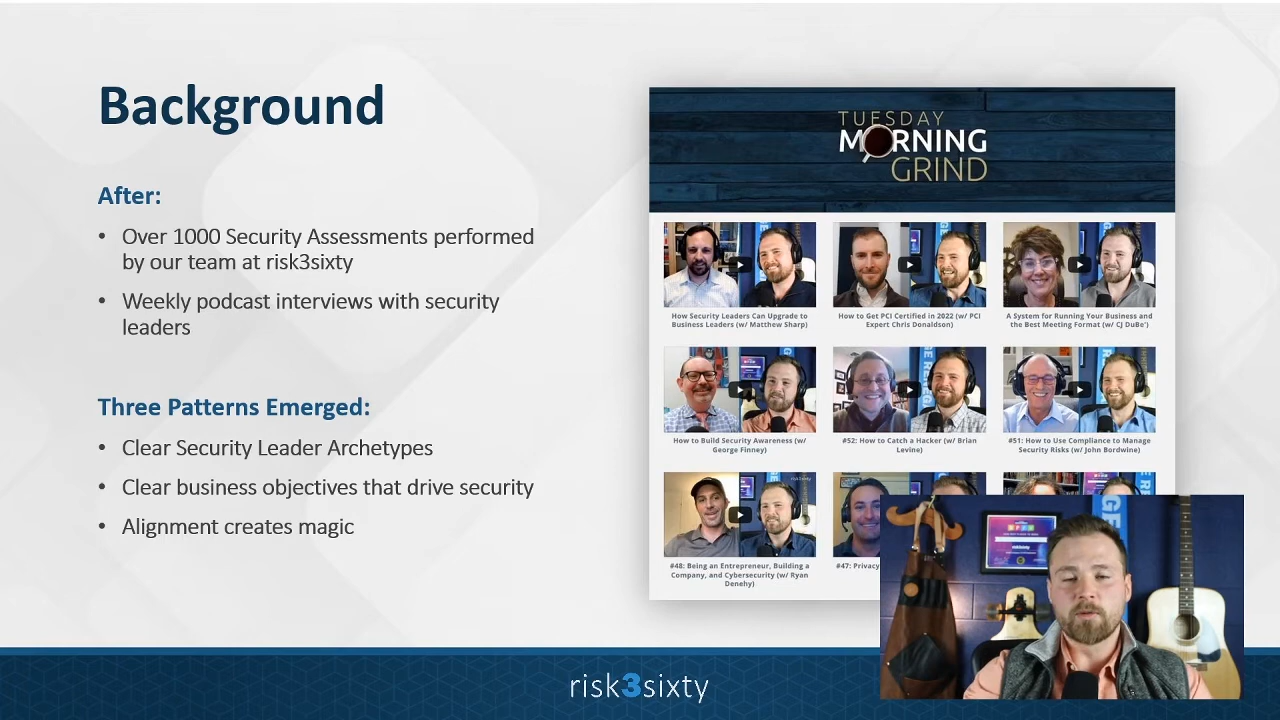 Background
After:
• Over 1000 Security Assessments performed
by our team at risk3sixty
• Weekly podcast interviews with security
leaders
Three Patterns Emerged:
• Clear Security Leader Archetypes
• Clear business objectives that drive security
• Alignment creates magic
TUESDAY
MORNING
GRIND
How Security Leaders Can Upgrade to
Business Leaders (w/ Matthew Sharp)
How to Get PCI Certified in 2022 (w/ PCI
Expert Chris Donaldson)
A System for Running Your Business and
the Best Meeting Format (w/ CJ DuBe')
How to Build Security Awareness (w/
George Finney)
#52: How to Catch a Hacker (w/ Brian
Levine)
#51: How to Use Compliance to Manage
Security Risks (w/ John Bordwine)
#48: Being an Entrepreneur, Building a
Company, and Cybersecurity (w/ Ryan
Denehy)
#47: Privacy
risk3sixty